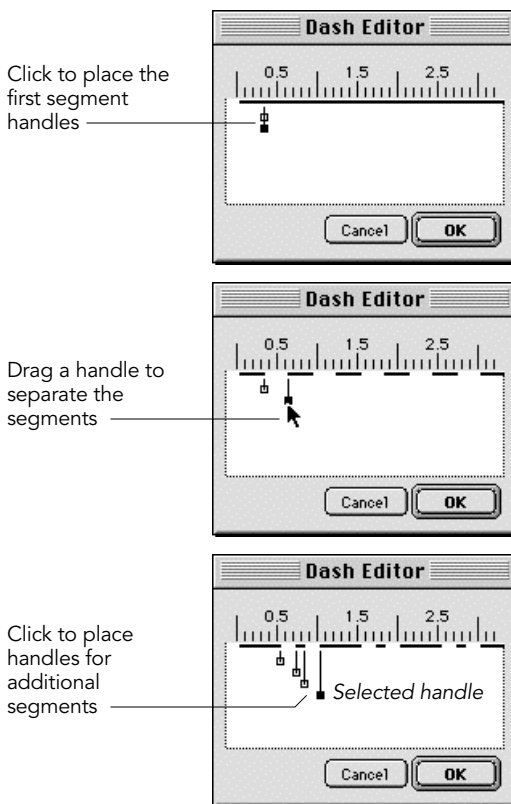 Dash Editor
Click to place the
first segment
handles
0.5 1.5 2.5
Cancel OK
Dash Editor
Drag a handle to
separate the
segments
0.5 1.5 2.5
Cancel OK
Dash Editor
Click to place
handles for
additional
segments
0.5 1.5 2.5
Selected handle
Cancel OK